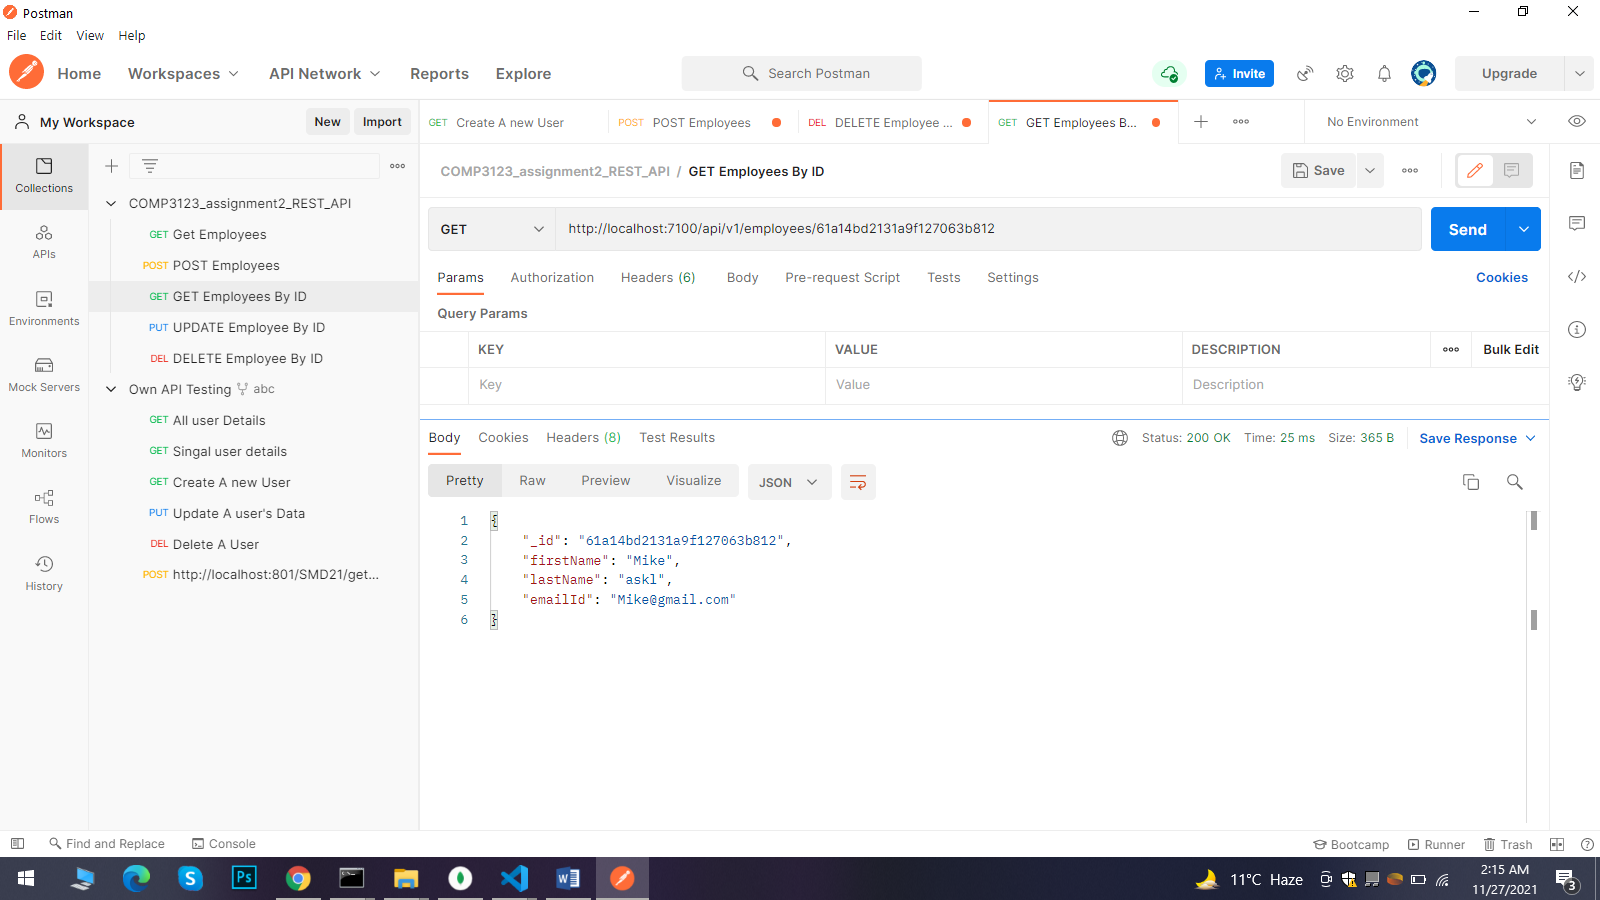 Postman
File Edit View Help
Home Workspaces API Network Reports Explore Search Postman Invite Upgrade
My Workspace New Import GET Create A new User POST POST Employees DEL DELETE Employee ... GET GET Employees B... No Environment
Collections
APIs
Environments
Mock Servers
Monitors
Flows
History
COMP3123_assignment2_REST_API
GET Get Employees
POST POST Employees
GET GET Employees By ID
PUT UPDATE Employee By ID
DEL DELETE Employee By ID
Own API Testing abc
GET All user Details
GET Singal user details
GET Create A new User
PUT Update A user's Data
DEL Delete A User
POST http://localhost:801/SMD21/get...
COMP3123_assignment2_REST_API / GET Employees By ID Save
GET http://localhost:7100/api/v1/employees/61a14bd2131a9f127063b812 Send
Params Authorization Headers (6) Body Pre-request Script Tests Settings Cookies
Query Params
KEY VALUE DESCRIPTION Bulk Edit
Key Value Description
Body Cookies Headers (8) Test Results Status: 200 OK Time: 25 ms Size: 365 B Save Response
Pretty Raw Preview Visualize JSON
1 {
2 "_id": "61a14bd2131a9f127063b812",
3 "firstName": "Mike",
4 "lastName": "askl",
5 "emailId": "Mike@gmail.com"
6 }
Find and Replace Console Bootcamp Runner Trash
Ps 11°C Haze 2:15 AM
11/27/2021 3